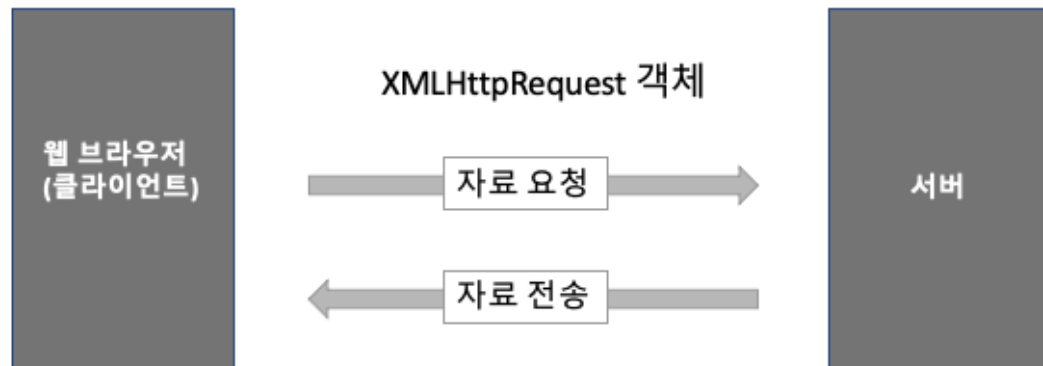 XMLHttpRequest 객체
웹 브라우저
(클라이언트)
자료 요청
서버
자료 전송